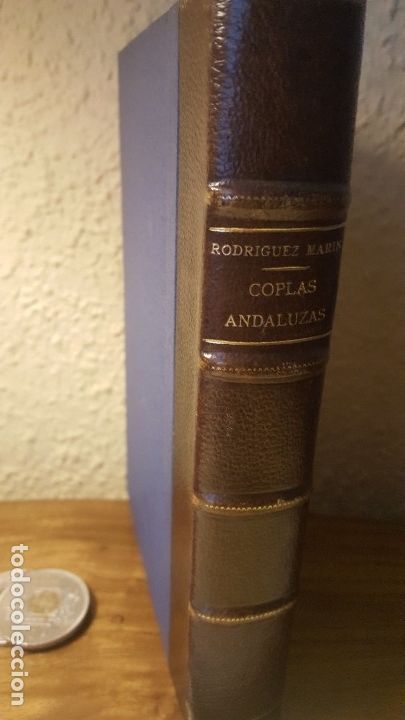 RODRIGUEZ MARIN
COPLAS
ANDALUZAS
todocoleccion